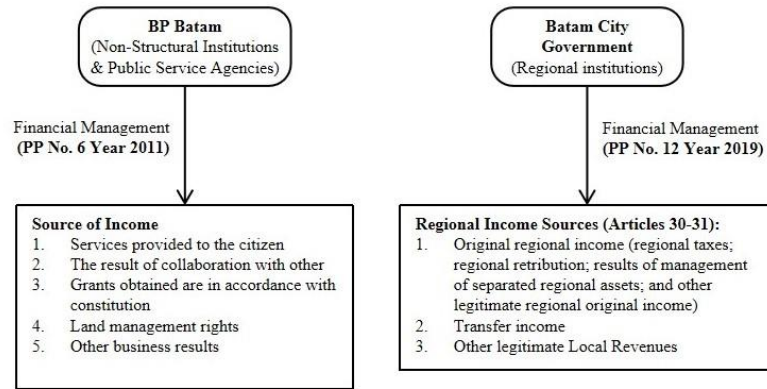 BP Batam
(Non-Structural Institutions
& Public Service Agencies)
Financial Management
(PP No. 6 Year 2011)
Source of Income
1. Services provided to the citizen
2. The result of collaboration with other
3. Grants obtained are in accordance with
constitution
4. Land management rights
5. Other business results
Batam City
Government
(Regional institutions)
Financial Management
(PP No. 12 Year 2019)
Regional Income Sources (Articles 30-31):
1. Original regional income (regional taxes;
regional retribution; results of management
of separated regional assets; and other
legitimate regional original income)
2. Transfer income
3. Other legitimate Local Revenues